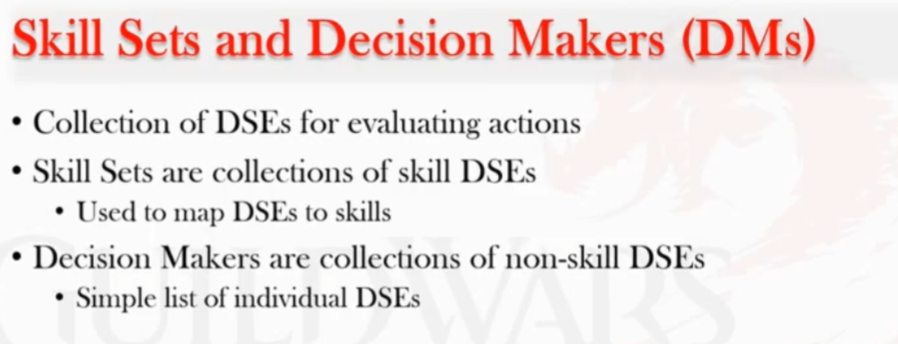 Skill Sets and Decision Makers (DMs)
• Collection of DSEs for evaluating actions
• Skill Sets are collections of skill DSEs
• Used to map DSEs to skills
• Decision Makers are collections of non-skill DSEs
• Simple list of individual DSEs
GUILDWARS